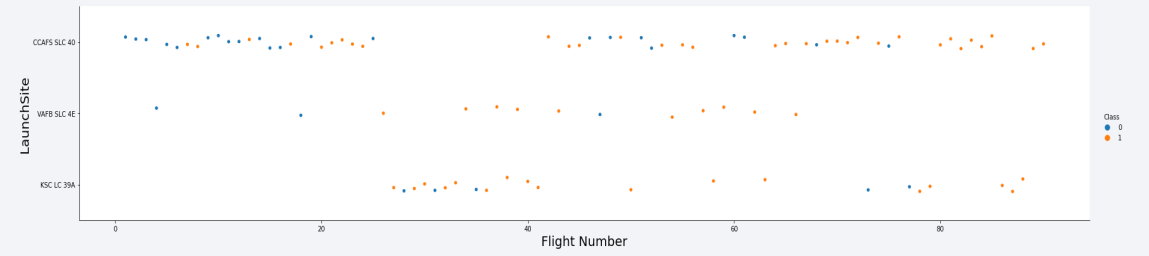 LaunchSite
CCAFS SLC 40
VAFB SLC 4E
KSC LC 39A
0 20 40 60 80
Flight Number
Class
0
1